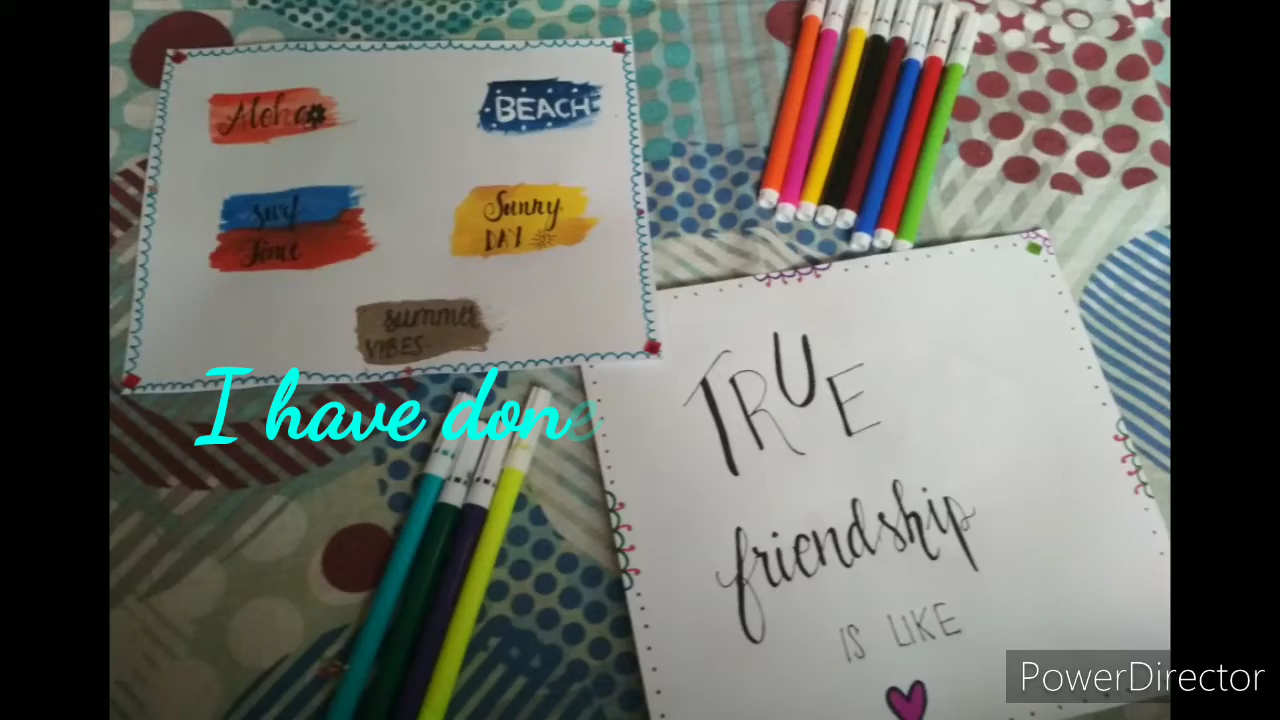 Aloha
BEACH
surf
Time
Sunny
DAY
summer
VIBES
I have done
TRUE
friendship
IS LIKE
PowerDirector